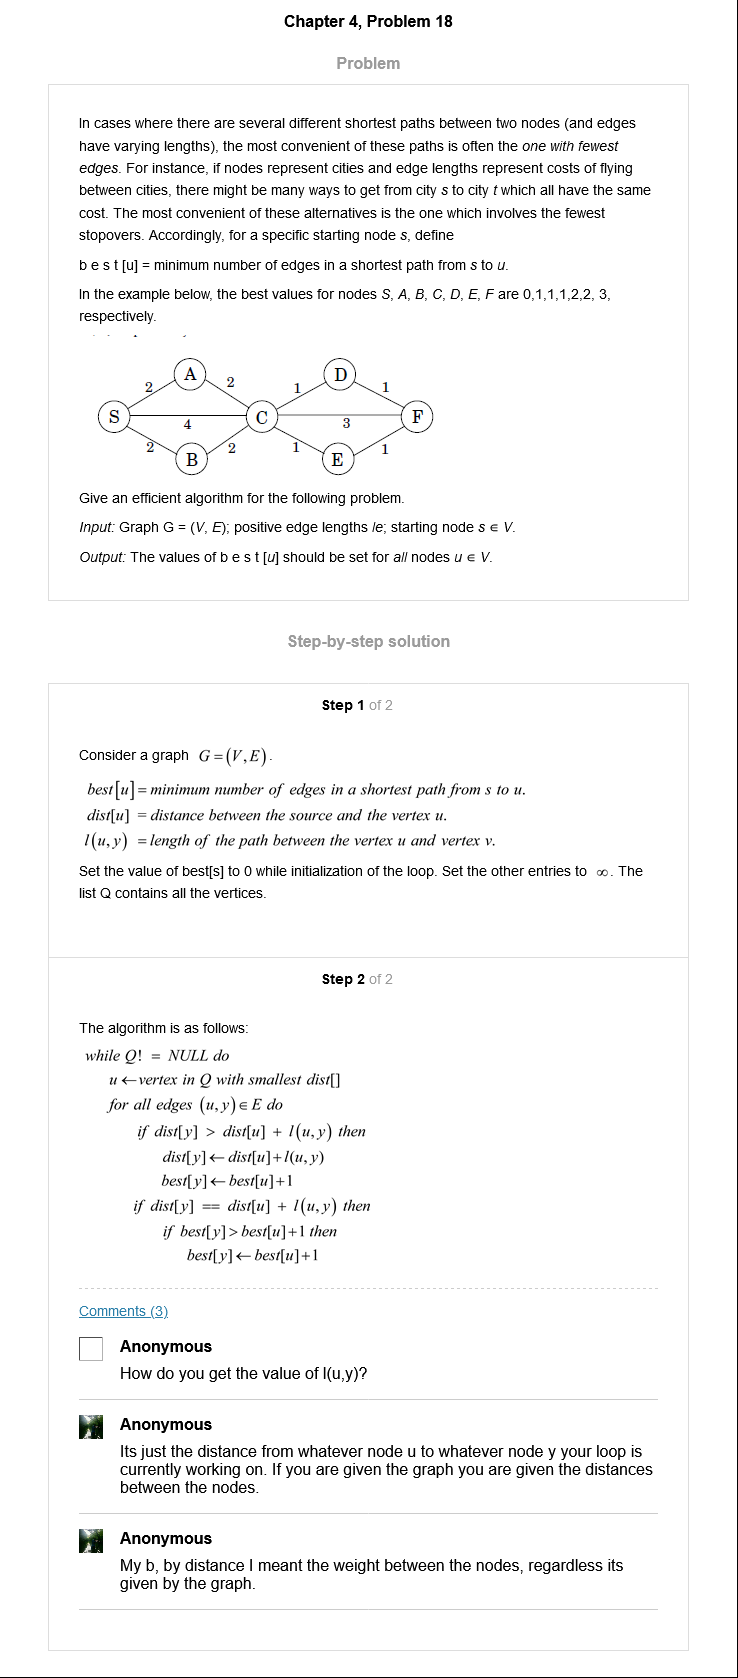 Chapter 4, Problem 18
Problem
In cases where there are several different shortest paths between two nodes (and edges
have varying lengths), the most convenient of these paths is often the one with fewest
edges. For instance, if nodes represent cities and edge lengths represent costs of flying
between cities, there might be many ways to get from city s to city t which all have the same
cost. The most convenient of these alternatives is the one which involves the fewest
stopovers. Accordingly, for a specific starting node s, define
b e s t [u] = minimum number of edges in a shortest path from s to u.
In the example below, the best values for nodes S, A, B, C, D, E, F are 0,1,1,1,2,2, 3,
respectively.
A D
2 2 1 1
S C F
4 3
2 2 1 1
B E
Give an efficient algorithm for the following problem.
Input: Graph G = (V, E); positive edge lengths le; starting node s ∈ V.
Output: The values of b e s t [u] should be set for all nodes u ∈ V.
Step-by-step solution
Step 1 of 2
Consider a graph G=(V,E).
best[u]= minimum number of edges in a shortest path from s to u.
dist[u] = distance between the source and the vertex u.
l(u,y) =length of the path between the vertex u and vertex v.
Set the value of best[s] to 0 while initialization of the loop. Set the other entries to ∞. The
list Q contains all the vertices.
Step 2 of 2
The algorithm is as follows:
while Q! = NULL do
u←vertex in Q with smallest dist[]
for all edges (u,y)∈E do
if dist[y] > dist[u] + l(u,y) then
dist[y]←dist[u]+l(u,y)
best[y]←best[u]+1
if dist[y] == dist[u] + l(u,y) then
if best[y]>best[u]+1 then
best[y]←best[u]+1
Comments (3)
Anonymous
How do you get the value of l(u,y)?
Anonymous
Its just the distance from whatever node u to whatever node y your loop is
currently working on. If you are given the graph you are given the distances
between the nodes.
Anonymous
My b, by distance I meant the weight between the nodes, regardless its
given by the graph.